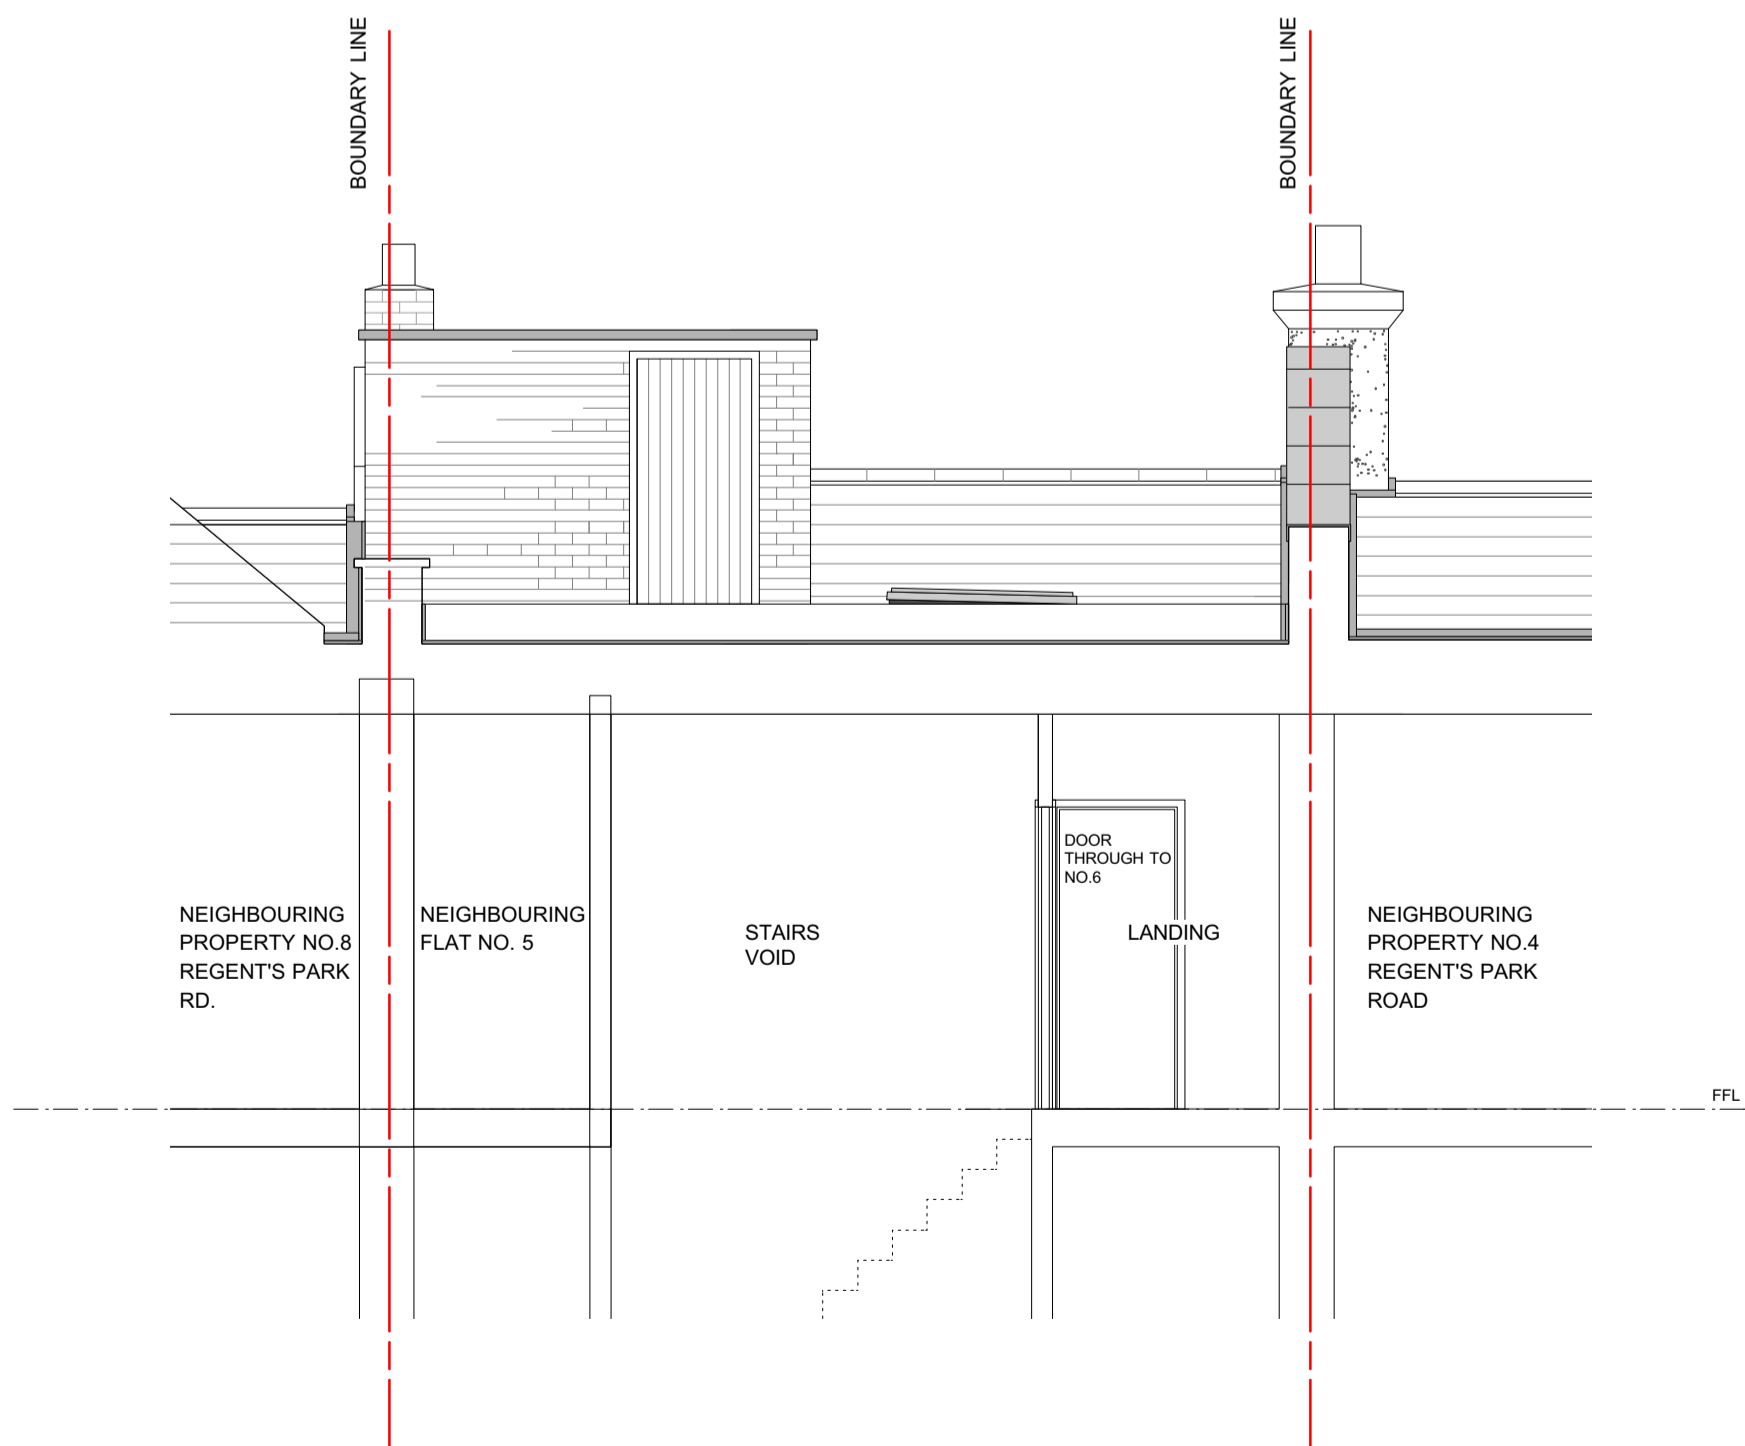 BOUNDARY LINE
BOUNDARY LINE
DOOR
THROUGH TO
NO.6
NEIGHBOURING
PROPERTY NO.8
REGENT'S PARK
RD.
NEIGHBOURING
FLAT NO. 5
STAIRS
VOID
LANDING
NEIGHBOURING
PROPERTY NO.4
REGENT'S PARK
ROAD
FFL